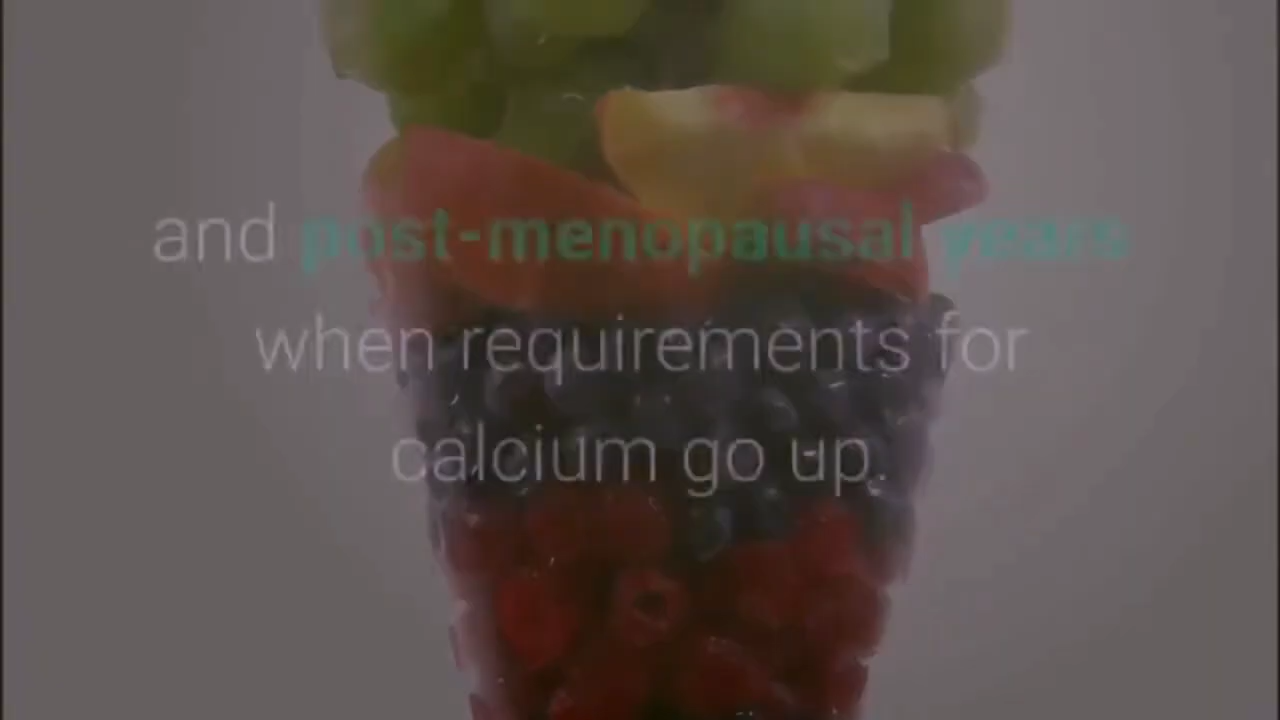 and post-menopausal years
when requirements for
calcium go up.